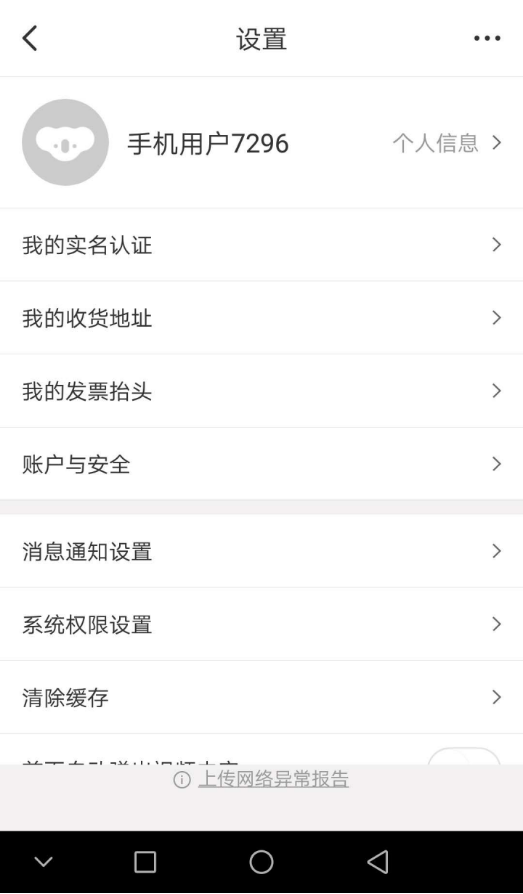 设置
手机用户7296
个人信息
我的实名认证
我的收货地址
我的发票抬头
账户与安全
消息通知设置
系统权限设置
清除缓存
上传网络异常报告